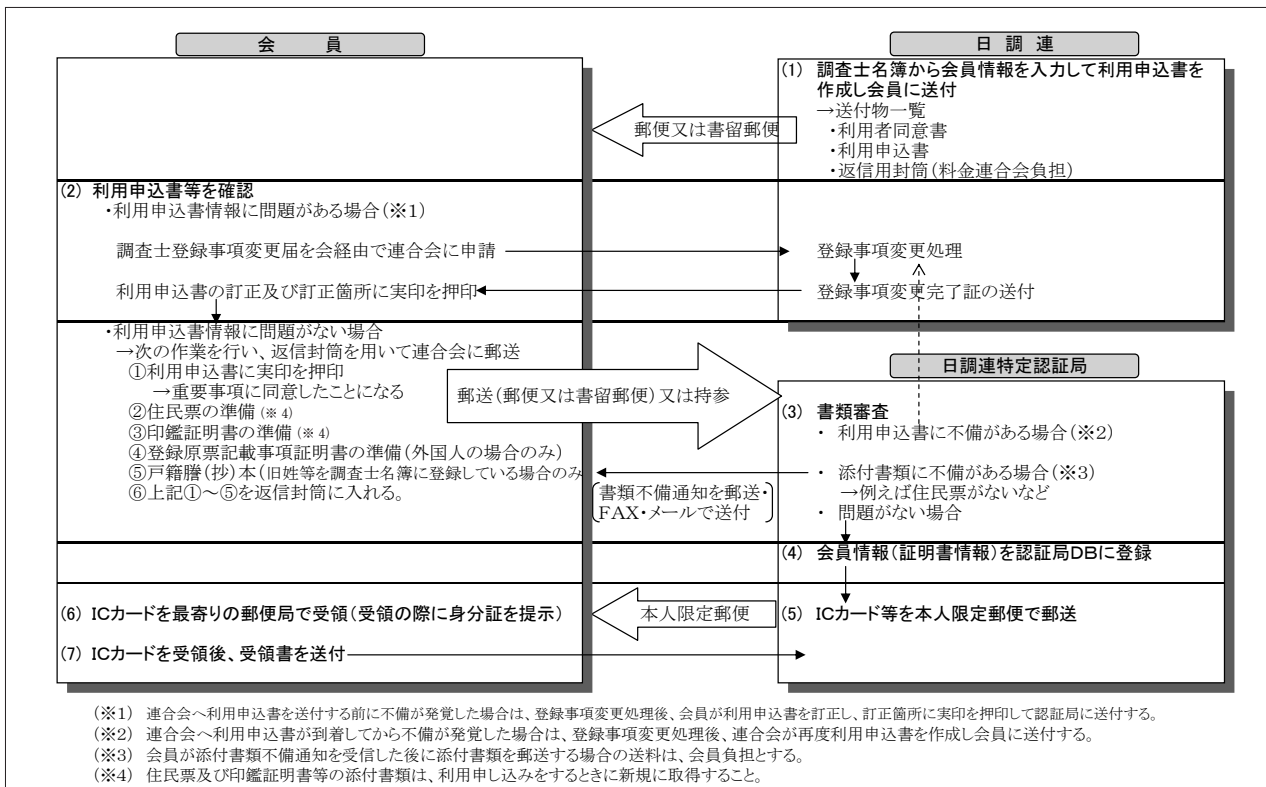 会　員
日 調 連
(1) 調査士名簿から会員情報を入力して利用申込書を
作成し会員に送付
→送付物一覧
・利用者同意書
・利用申込書
・返信用封筒(料金連合会負担)
郵便又は書留郵便
(2) 利用申込書等を確認
・利用申込書情報に問題がある場合(※1)
調査士登録事項変更届を会経由で連合会に申請
登録事項変更処理
利用申込書の訂正及び訂正箇所に実印を押印
登録事項変更完了証の送付
・利用申込書情報に問題がない場合
→次の作業を行い、返信封筒を用いて連合会に郵送
①利用申込書に実印を押印
→重要事項に同意したことになる
②住民票の準備(※4)
③印鑑証明書の準備(※4)
④登録原票記載事項証明書の準備(外国人の場合のみ)
⑤戸籍謄(抄)本(旧姓等を調査士名簿に登録している場合のみ
⑥上記①～⑤を返信封筒に入れる。
郵送(郵便又は書留郵便)又は持参
日調連特定認証局
(3) 書類審査
・ 利用申込書に不備がある場合(※2)
・ 添付書類に不備がある場合(※3)
→例えば住民票がないなど
・ 問題がない場合
書類不備通知を郵送・
FAX・メールで送付
(4) 会員情報(証明書情報)を認証局DBに登録
(6) ICカードを最寄りの郵便局で受領(受領の際に身分証を提示)
本人限定郵便
(5) ICカード等を本人限定郵便で郵送
(7) ICカードを受領後、受領書を送付
(※1) 連合会へ利用申込書を送付する前に不備が発覚した場合は、登録事項変更処理後、会員が利用申込書を訂正し、訂正箇所に実印を押印して認証局に送付する。
(※2) 連合会へ利用申込書が到着してから不備が発覚した場合は、登録事項変更処理後、連合会が再度利用申込書を作成し会員に送付する。
(※3) 会員が添付書類不備通知を受信した後に添付書類を郵送する場合の送料は、会員負担とする。
(※4) 住民票及び印鑑証明書等の添付書類は、利用申し込みをするときに新規に取得すること。